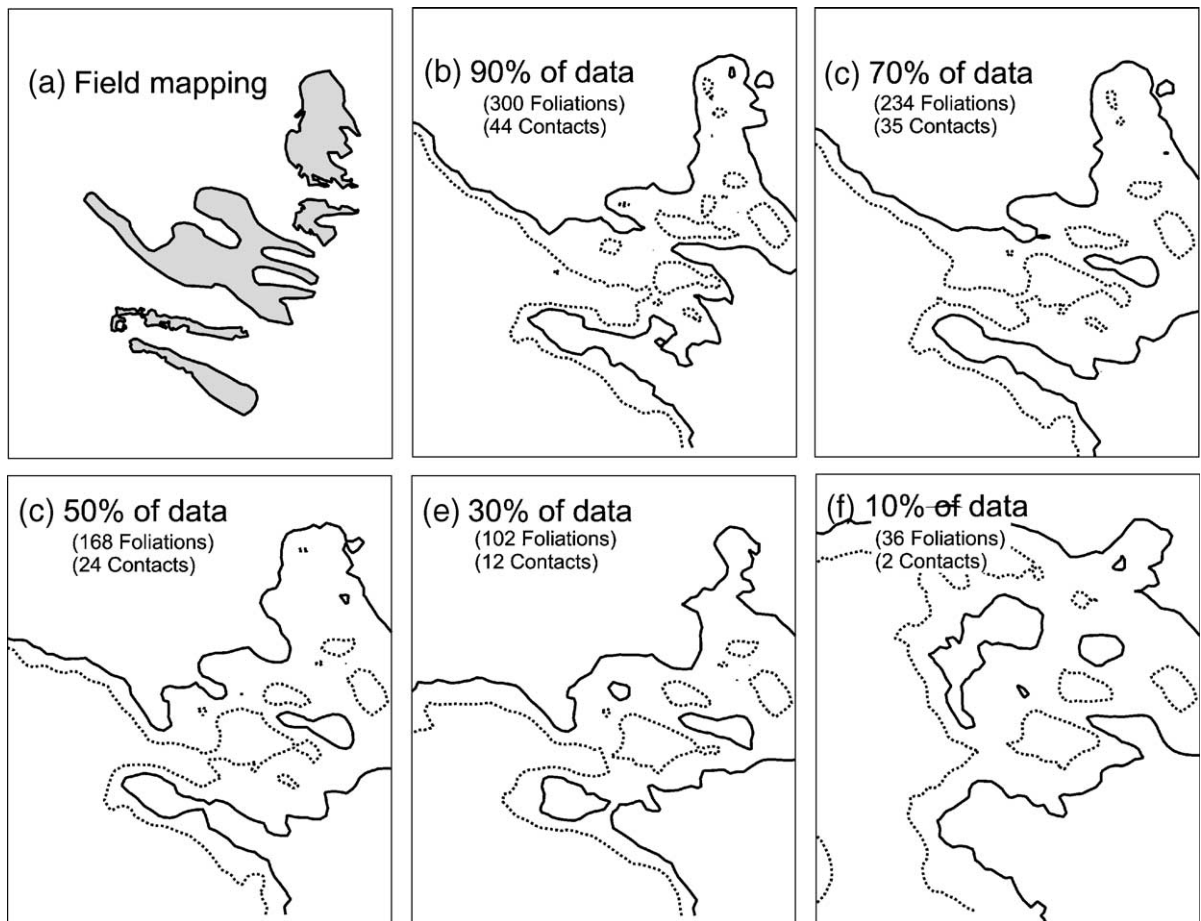 (a) Field mapping
(b) 90% of data
(300 Foliations)
(44 Contacts)
(c) 70% of data
(234 Foliations)
(35 Contacts)
(c) 50% of data
(168 Foliations)
(24 Contacts)
(e) 30% of data
(102 Foliations)
(12 Contacts)
(f) 10% of data
(36 Foliations)
(2 Contacts)